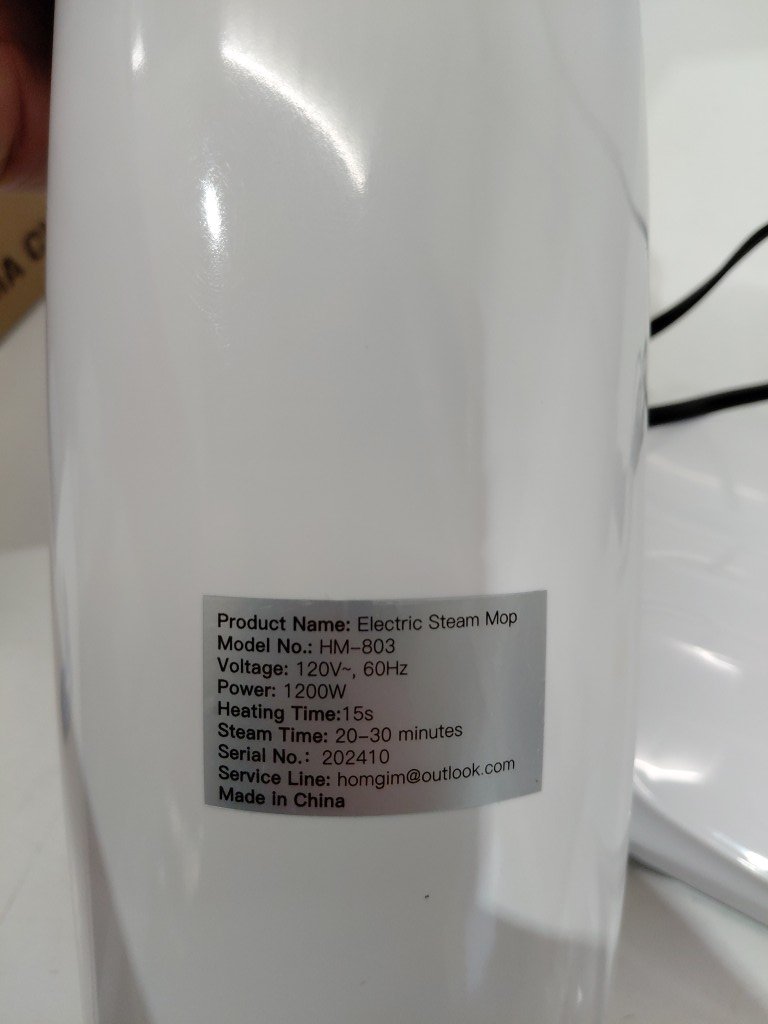 Product Name: Electric Steam Mop
Model No.: HM-803
Voltage: 120V~, 60Hz
Power: 1200W
Heating Time:15s
Steam Time: 20-30 minutes
Serial No.: 202410
Service Line: homgim@outlook.com
Made in China